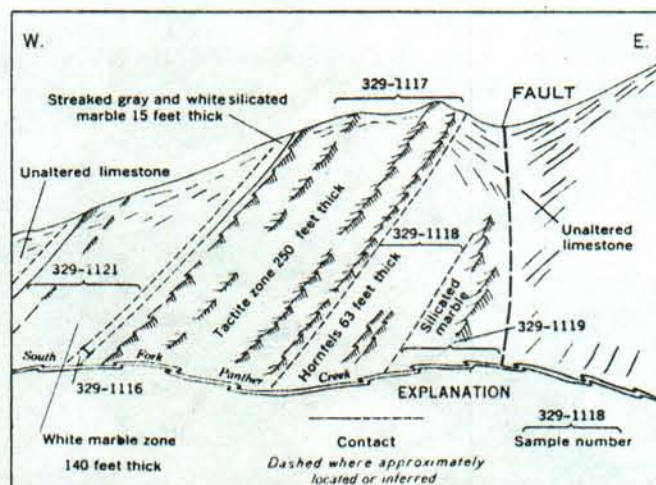 W.
E.
329-1117
FAULT
Streaked gray and white silicated
marble 15 feet thick
Unaltered limestone
Unaltered
limestone
329-1121
Tactite zone 250 feet thick
329-1118
Hornfels 63 feet thick
Silicated
marble
329-1119
South Fork Panther Creek
329-1116
White marble zone
140 feet thick
EXPLANATION
Contact
Dashed where approximately
located or inferred
329-1118
Sample number